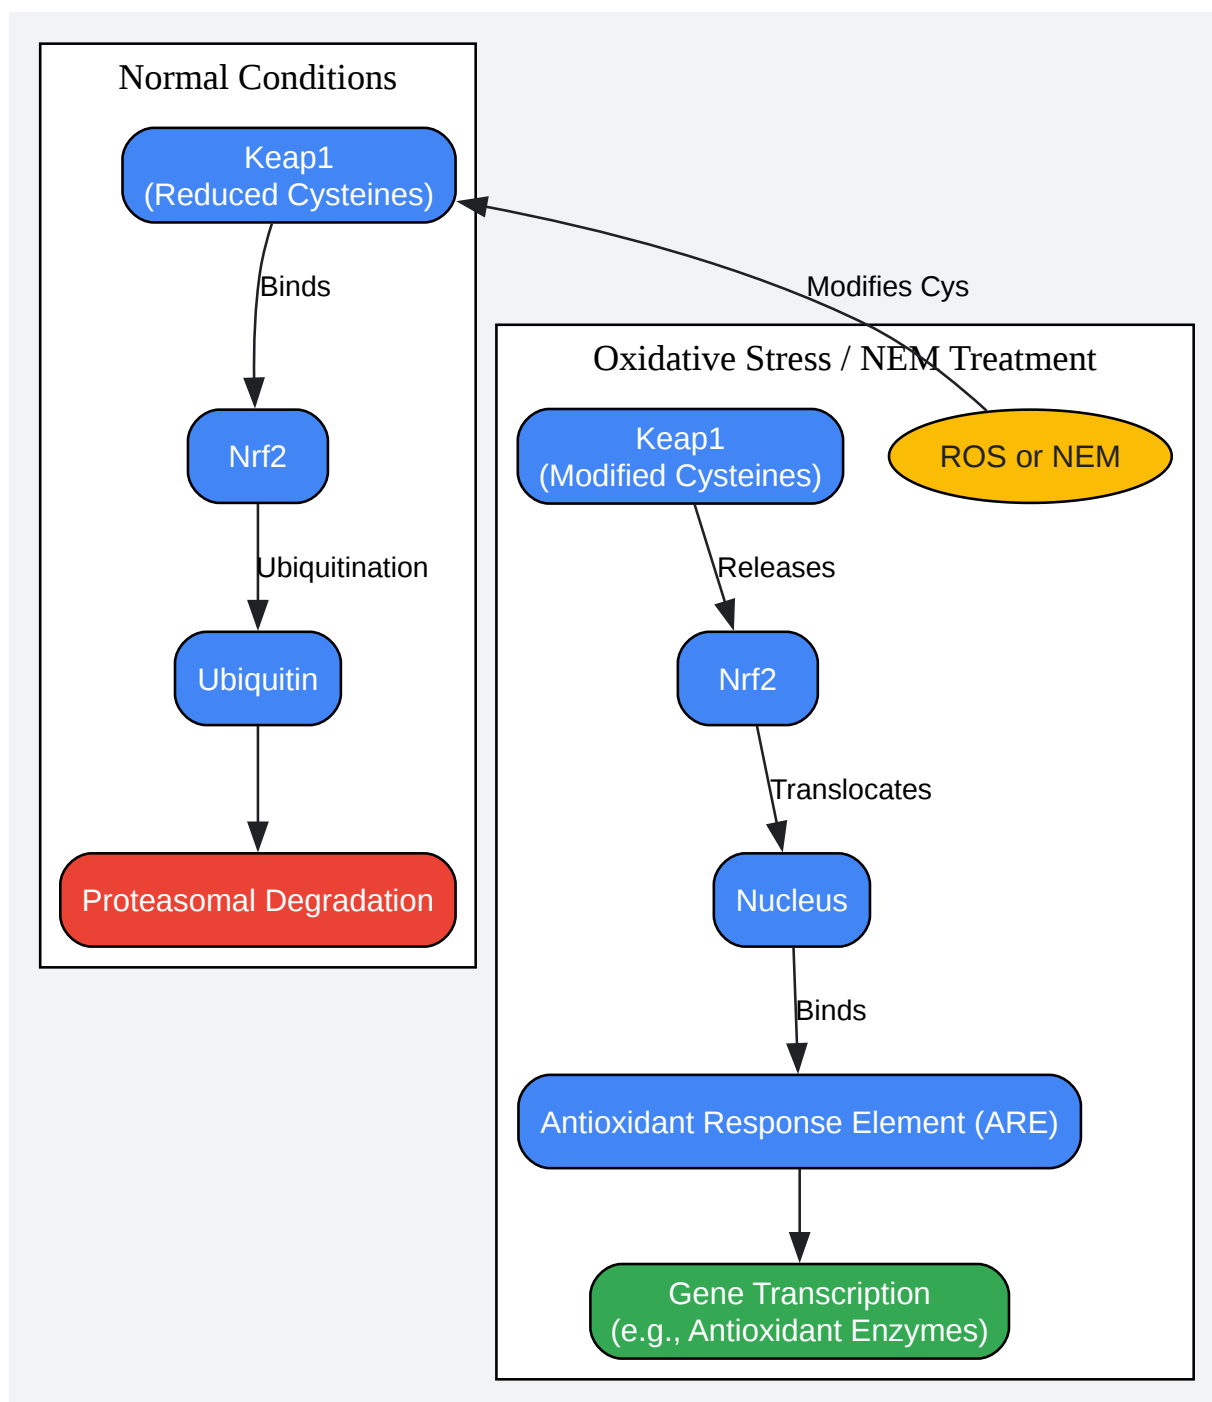 Normal Conditions
Keap1
(Reduced Cysteines)
Binds
Nrf2
Ubiquitination
Ubiquitin
Proteasomal Degradation
Modifies Cys
Oxidative Stress / NEM Treatment
Keap1
(Modified Cysteines)
ROS or NEM
Releases
Nrf2
Translocates
Nucleus
Binds
Antioxidant Response Element (ARE)
Gene Transcription
(e.g., Antioxidant Enzymes)